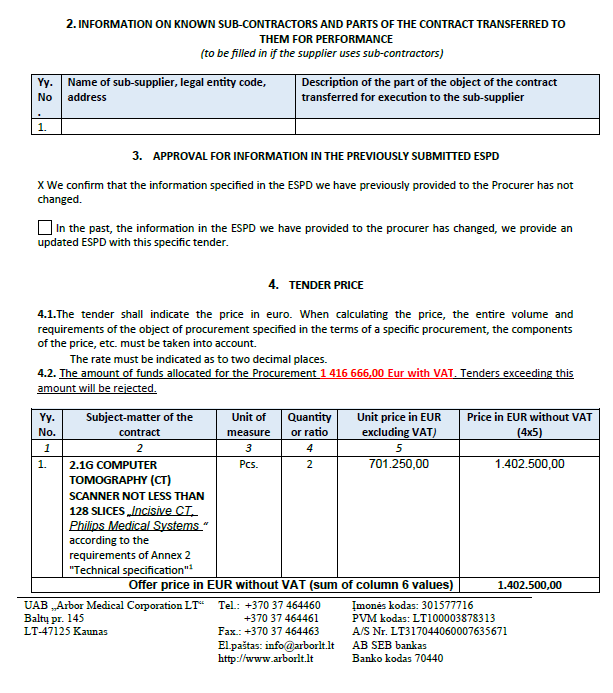 2. INFORMATION ON KNOWN SUB-CONTRACTORS AND PARTS OF THE CONTRACT TRANSFERRED TO
THEM FOR PERFORMANCE
(to be filled in if the supplier uses sub-contractors)
Yy. No . Name of sub-supplier, legal entity code, address Description of the part of the object of the contract transferred for execution to the sub-supplier
1.
3. APPROVAL FOR INFORMATION IN THE PREVIOUSLY SUBMITTED ESPD
X We confirm that the information specified in the ESPD we have previously provided to the Procurer has not
changed.
In the past, the information in the ESPD we have provided to the procurer has changed, we provide an
updated ESPD with this specific tender.
4. TENDER PRICE
4.1.The tender shall indicate the price in euro. When calculating the price, the entire volume and
requirements of the object of procurement specified in the terms of a specific procurement, the components
of the price, etc. must be taken into account.
The rate must be indicated as to two decimal places.
4.2. The amount of funds allocated for the Procurement 1 416 666,00 Eur with VAT. Tenders exceeding this
amount will be rejected.
Yy. Subject-matter of the Unit of Quantity Unit price in EUR Price in EUR without VAT
No. contract measure or ratio excluding VAT) (4x5)
1 2 3 4 5
1. 2.1G COMPUTER Pcs. 2 701.250,00 1.402.500,00
TOMOGRAPHY (CT)
SCANNER NOT LESS THAN
128 SLICES „Incisive CT,
Philips Medical Systems “
according to the
requirements of Annex 2
"Technical specification"¹
Offer price in EUR without VAT (sum of column 6 values) 1.402.500,00
UAB „Arbor Medical Corporation LT“ Tel.: +370 37 464460 Įmonės kodas: 301577716
Baltų pr. 145 +370 37 464461 PVM kodas: LT100003878313
LT-47125 Kaunas Fax.: +370 37 464463 A/S Nr. LT317044060007635671
El.paštas: info@arborlt.lt AB SEB bankas
http://www.arborlt.lt Banko kodas 70440